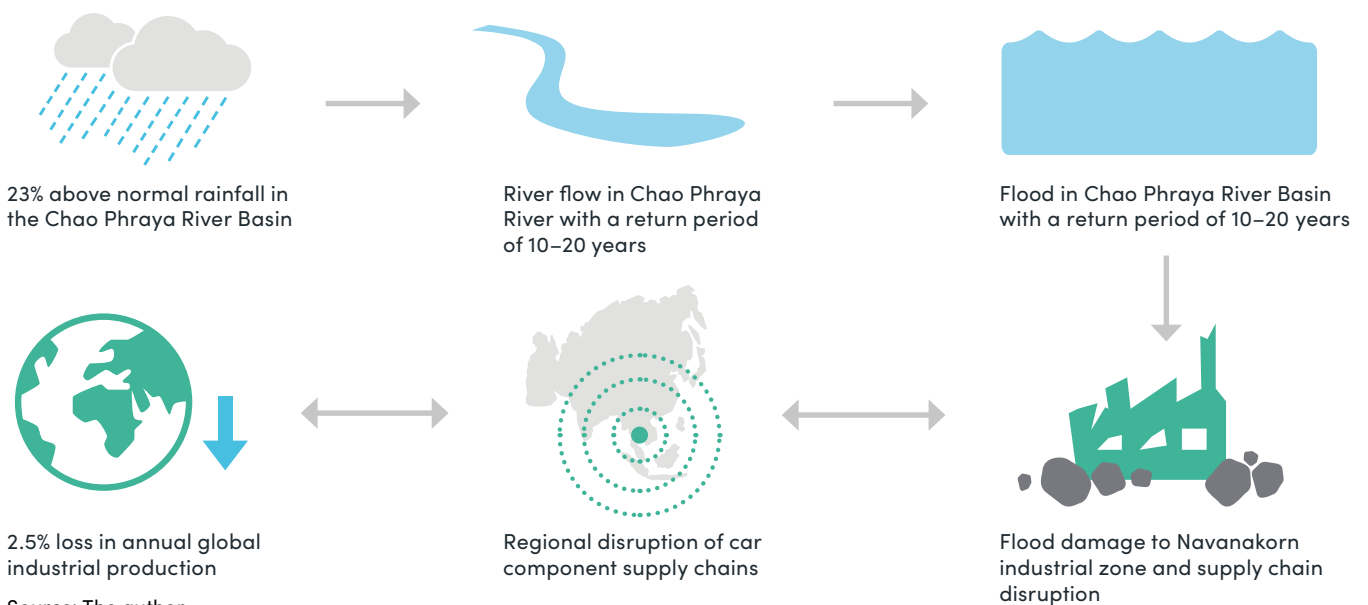 23% above normal rainfall in
the Chao Phraya River Basin
River flow in Chao Phraya
River with a return period
of 10–20 years
Flood in Chao Phraya River Basin
with a return period of 10–20 years
2.5% loss in annual global
industrial production
Regional disruption of car
component supply chains
Flood damage to Navanakorn
industrial zone and supply chain
disruption
Source: The author